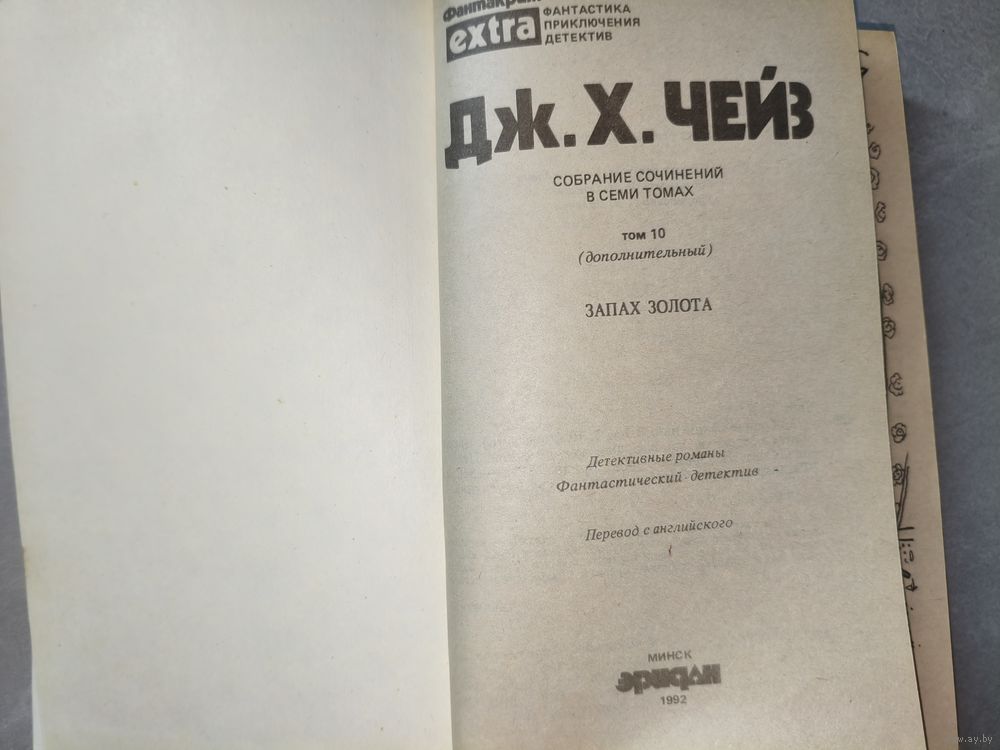 Фантакрим
extra
ФАНТАСТИКА
ПРИКЛЮЧЕНИЯ
ДЕТЕКТИВ
ДЖ. Х. ЧЕЙЗ
СОБРАНИЕ СОЧИНЕНИЙ
В СЕМИ ТОМАХ
том 10
(дополнительный)
ЗАПАХ ЗОЛОТА
Детективные романы
Фантастический детектив
Перевод с английского
МИНСК
эридан
1992